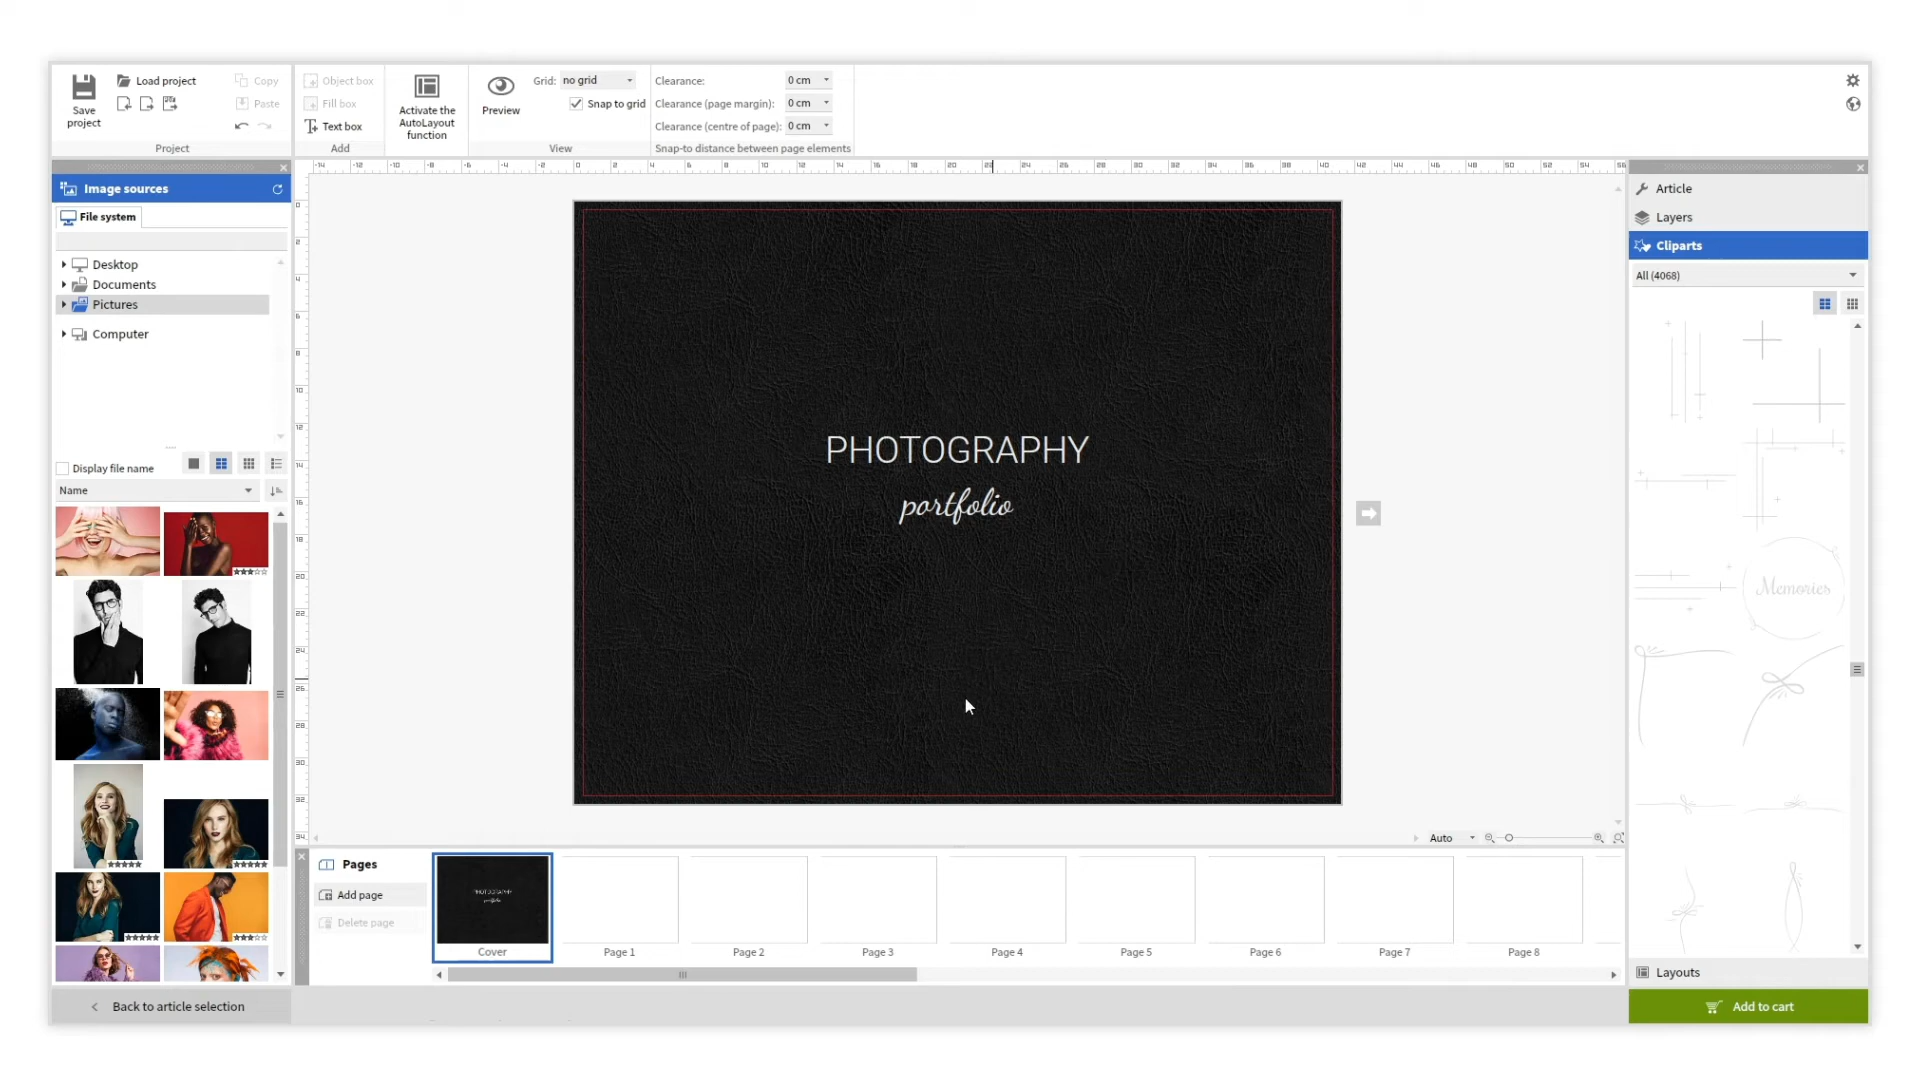 Save
project
Load project
Copy
Paste
Project
Object box
Fill box
Text box
Add
Activate the
AutoLayout
function
Preview
Grid: no grid
Snap to grid
View
Clearance: 0 cm
Clearance (page margin): 0 cm
Clearance (centre of page): 0 cm
Snap-to distance between page elements
Image sources
File system
Desktop
Documents
Pictures
Computer
Display file name
Name
Back to article selection
PHOTOGRAPHY
portfolio
Auto
Pages
Add page
Delete page
PHOTOGRAPHY
portfolio
Cover
Page 1
Page 2
Page 3
Page 4
Page 5
Page 6
Page 7
Page 8
Article
Layers
Cliparts
All (4068)
Memories
Layouts
Add to cart